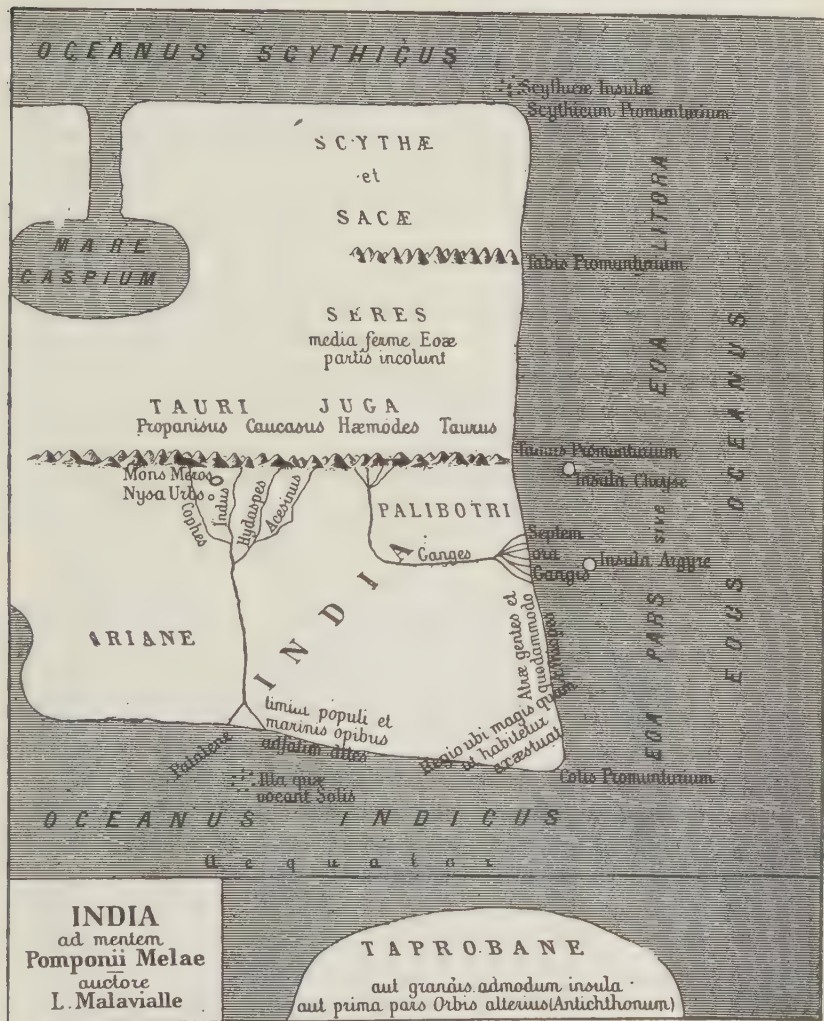 OCEANUS SCYTHICUS
Scythicæ Insulæ
Scythicum Promunturium
SCYTHÆ
et
SACÆ
MARE
CASPIUM
Tabis Promunturium
SERES
media ferme Eoæ
partis incolunt
TAURI JUGA
Propanisus Caucasus Hæmodes Taurus
Tamus Promunturium
Insula Chryse
Mons Meros
Nysa Urbs
Cophes
Indus
Hydaspes
Acesinus
PALIBOTRI
Ganges
Septem
ora
Gangis
Insula Argyre
INDIA
ARIANE
Atræ gentes et
quodammodo
Regio ubi magis quam
ut habitetur
exæstuat
populi et
marinis opibus
adfatim dites
Patalene
Illa quæ
vocant Solis
Colis Promunturium
EOA LITORA
EOA PARS sive
EOUS OCEANUS
OCEANUS INDICUS
Aequator
INDIA
ad mentem
Pomponii Melae
auctore
L. Malavialle
TAPROBANE
aut grandis admodum insula
aut prima pars Orbis alterius (Antichthonum)